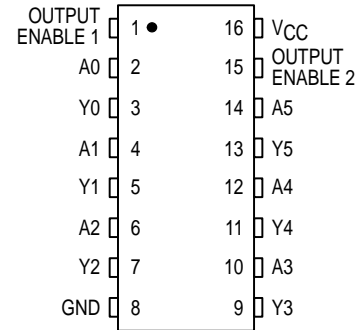 OUTPUT
ENABLE 1 1 16 VCC
A0 2 15 OUTPUT
ENABLE 2
Y0 3 14 A5
A1 4 13 Y5
Y1 5 12 A4
A2 6 11 Y4
Y2 7 10 A3
GND 8 9 Y3